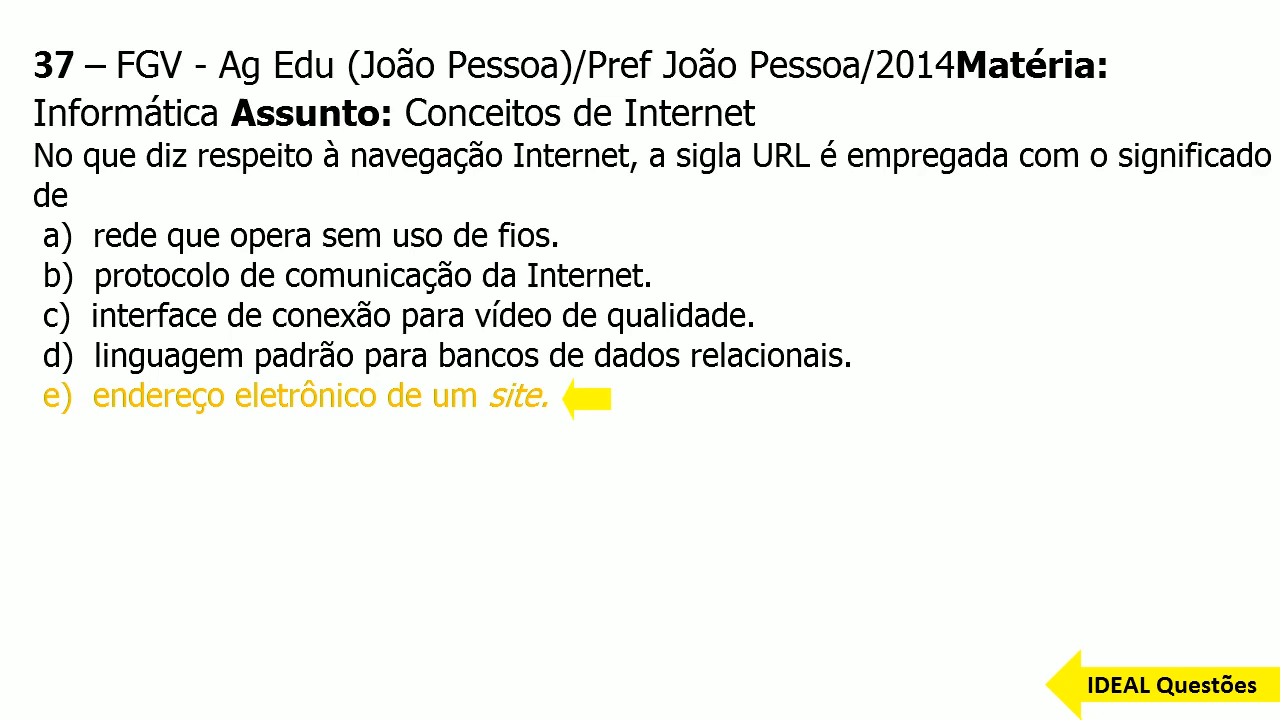 37 – FGV - Ag Edu (João Pessoa)/Pref João Pessoa/2014Matéria:
Informática Assunto: Conceitos de Internet
No que diz respeito à navegação Internet, a sigla URL é empregada com o significado
de
a) rede que opera sem uso de fios.
b) protocolo de comunicação da Internet.
c) interface de conexão para vídeo de qualidade.
d) linguagem padrão para bancos de dados relacionais.
e) endereço eletrônico de um site.
IDEAL Questões